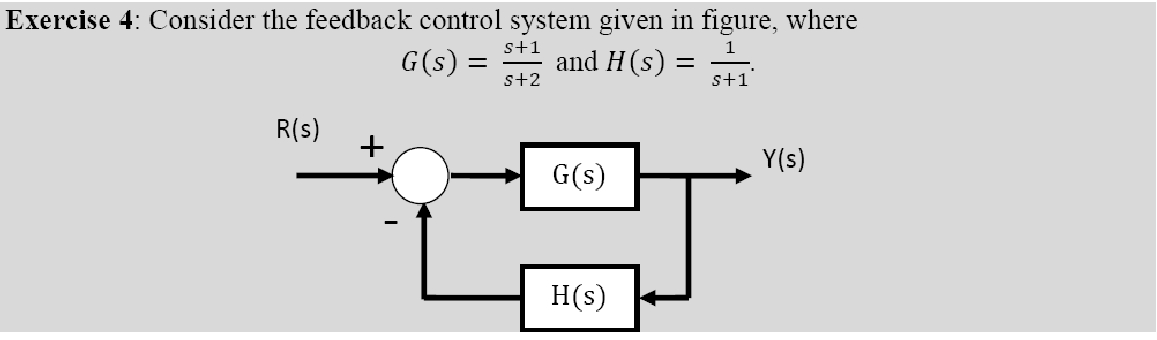 Exercise 4: Consider the feedback control system given in figure, where
G(s) = \frac{s+1}{s+2} and H(s) = \frac{1}{s+1}.
R(s)
+
Y(s)
G(s)
-
H(s)